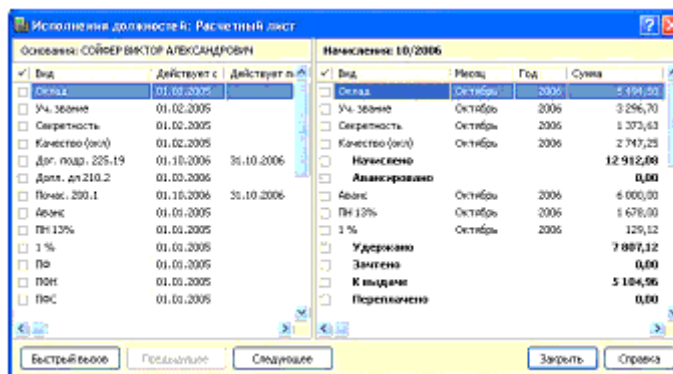 Исполнения должностей: Расчетный лист
Основания: СОЙФЕР ВИКТОР АЛЕКСАНДРОВИЧ
Начисления: 10/2006
Вид Действует с Действует п
Вид Месяц Год Сумма
Оклад 01.02.2005
Оклад Октябрь 2006 5 494,50
Уч. звание 01.02.2005
Уч. звание Октябрь 2006 3 296,70
Секретность 01.02.2005
Секретность Октябрь 2006 1 373,63
Качество (окл) 01.02.2005
Качество (окл) Октябрь 2006 2 747,25
Дог. подр. 225.19 01.10.2006 31.10.2006
Начислено 12 912,08
Допл. дп 210.2 01.02.2006
Авансировано 0,00
Почас. 200.1 01.10.2006 31.10.2006
Аванс Октябрь 2006 6 000,00
Аванс 01.01.2005
ПН 13% Октябрь 2006 1 678,00
ПН 13% 01.01.2005
1 % Октябрь 2006 129,12
1 % 01.01.2005
Удержано 7 807,12
ПФ 01.01.2005
Зачтено 0,00
ПФН 01.01.2005
К выдаче 5 104,96
ПФС 01.01.2005
Переплачено 0,00
Быстрый вызов Предыдущее Следующее Закрыть Справка